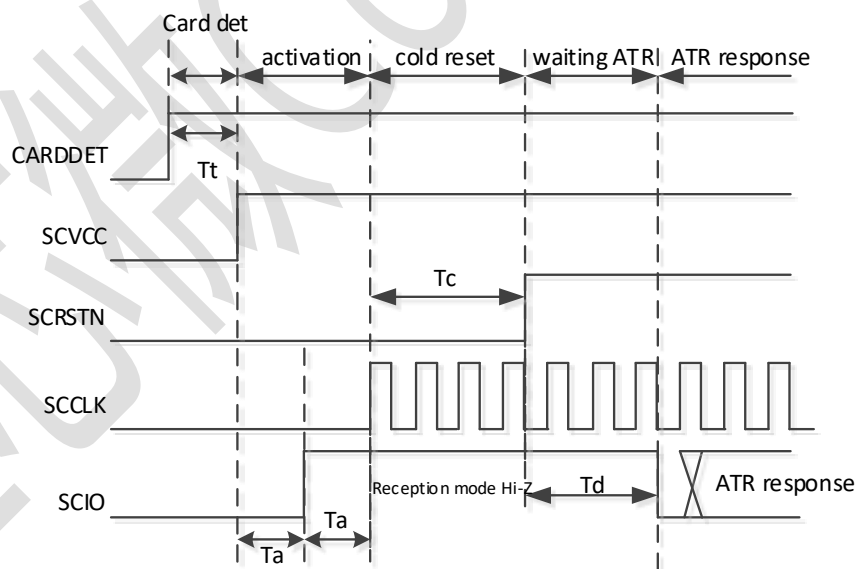 Card det
activation cold reset waiting ATR ATR response
CARDDET
Tt
SCVCC
Tc
SCRSTN
SCCLK
Reception mode Hi-Z Td ATR response
SCIO
Ta Ta